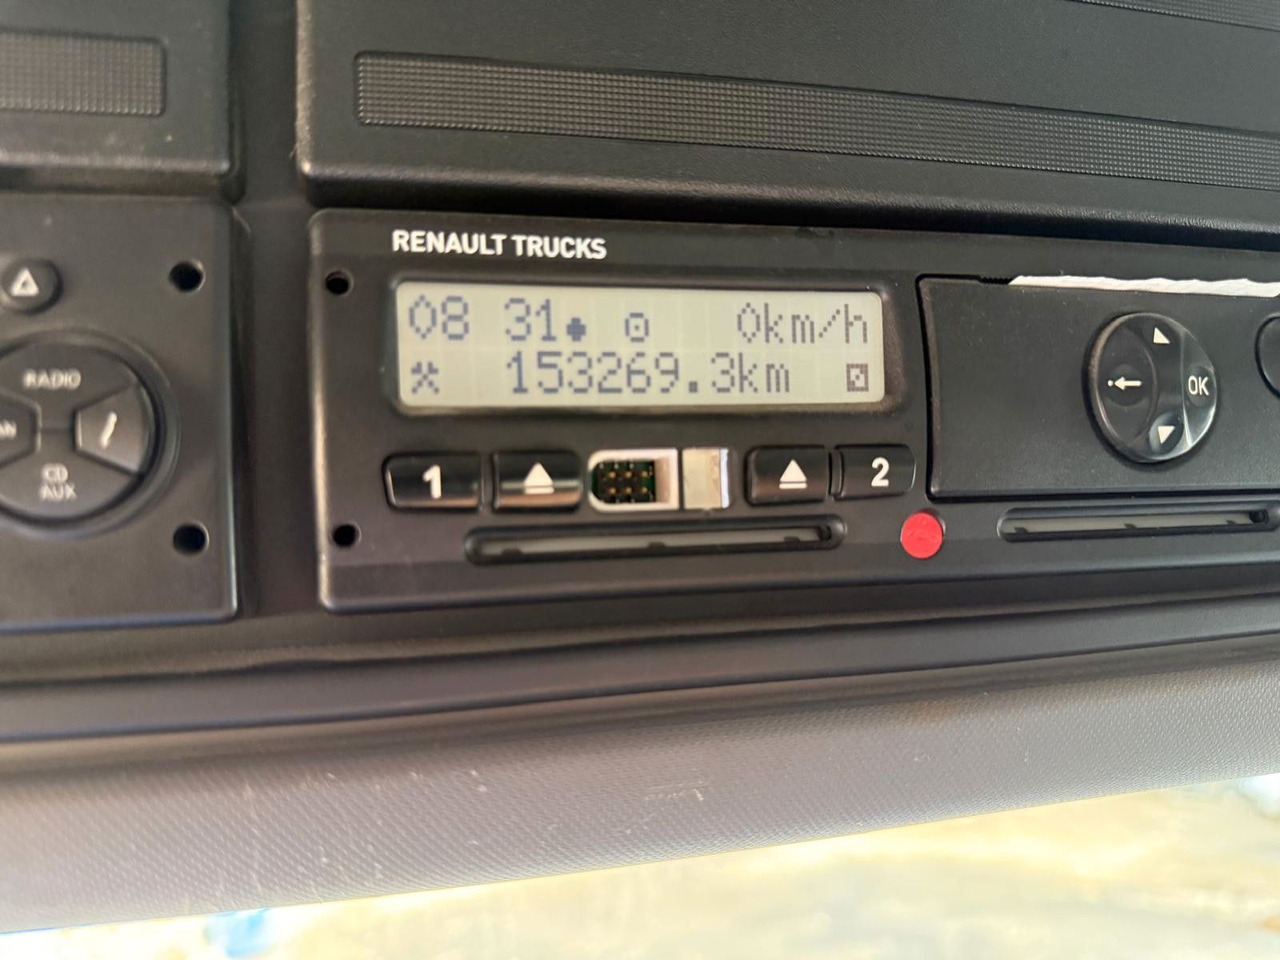 RENAULT TRUCKS
08 31 0km/h
153269.3km
1
2
OK
RADIO
CD
AUX